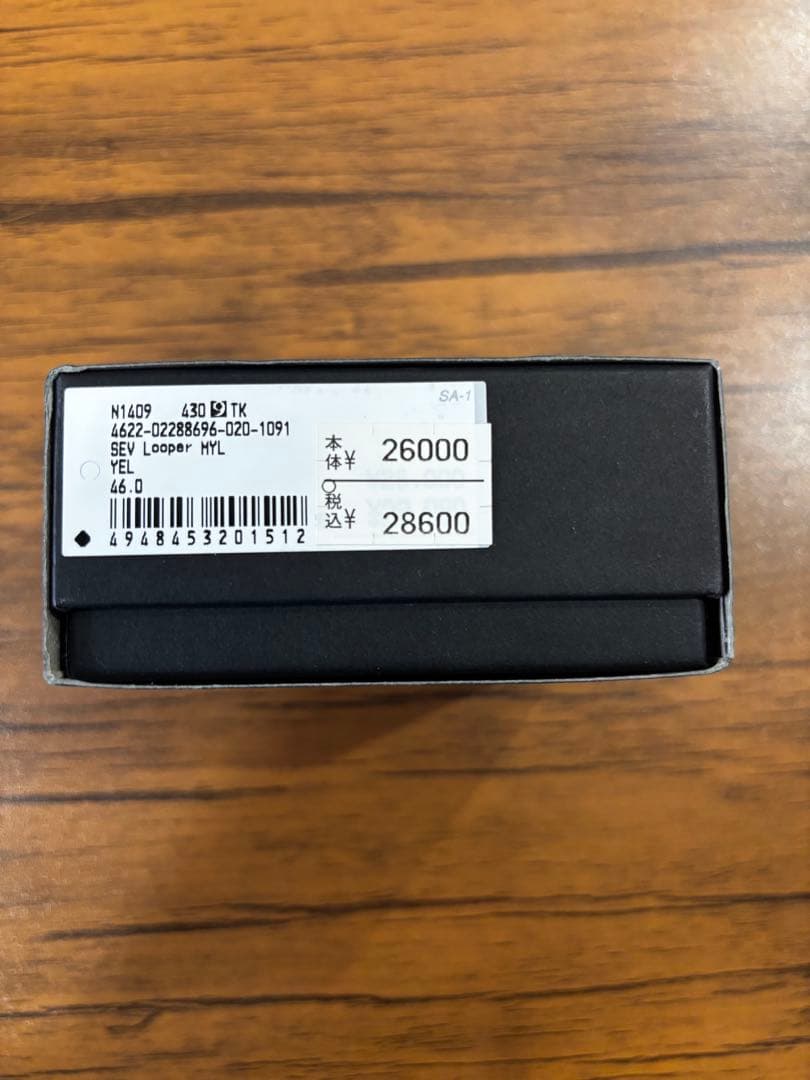 SA-1
N1409 430 9 TK
4622-02288696-020-1091
SEV Looper MYL
YEL
46.0
4948453201512
本体¥ 26000
税込¥ 28600